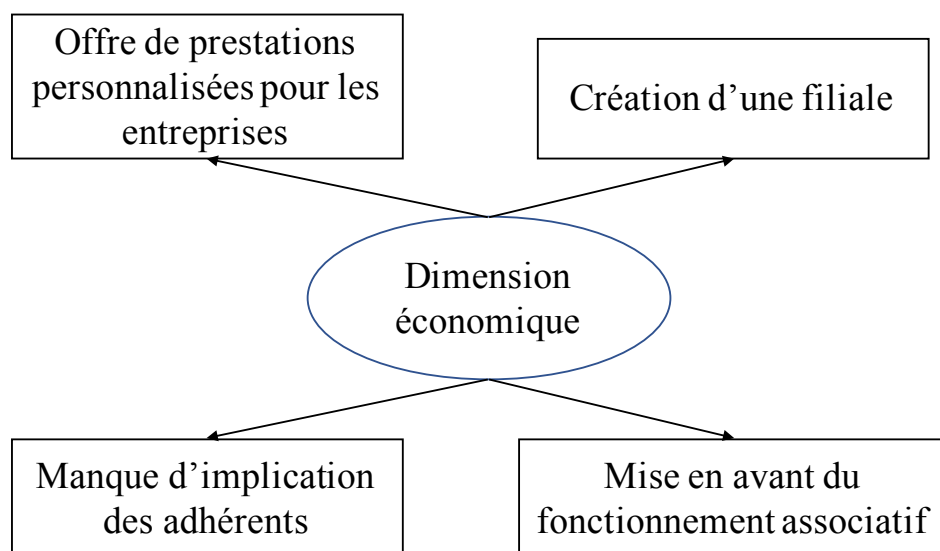 Offre de prestations
personnalisées pour les
entreprises
Création d’une filiale
Dimension
économique
Manque d’implication
des adhérents
Mise en avant du
fonctionnement associatif